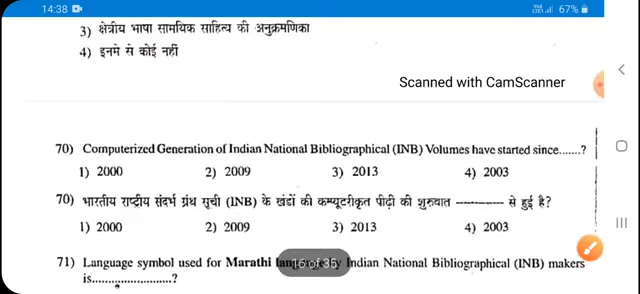 14:38 67%
3) क्षेत्रीय भाषा सामयिक साहित्य की अनुक्रमणिका
4) इनमे से कोई नहीं
Scanned with CamScanner
70) Computerized Generation of Indian National Bibliographical (INB) Volumes have started since.......?
1) 2000 2) 2009 3) 2013 4) 2003
70) भारतीय राष्ट्रीय संदर्भ ग्रंथ सूची (INB) के खंडों की कम्प्यूटरीकृत पीढ़ी की शुरुवात ---------- से हुई है?
1) 2000 2) 2009 3) 2013 4) 2003
71) Language symbol used for Marathi language by Indian National Bibliographical (INB) makers
16 of 35
is........................?